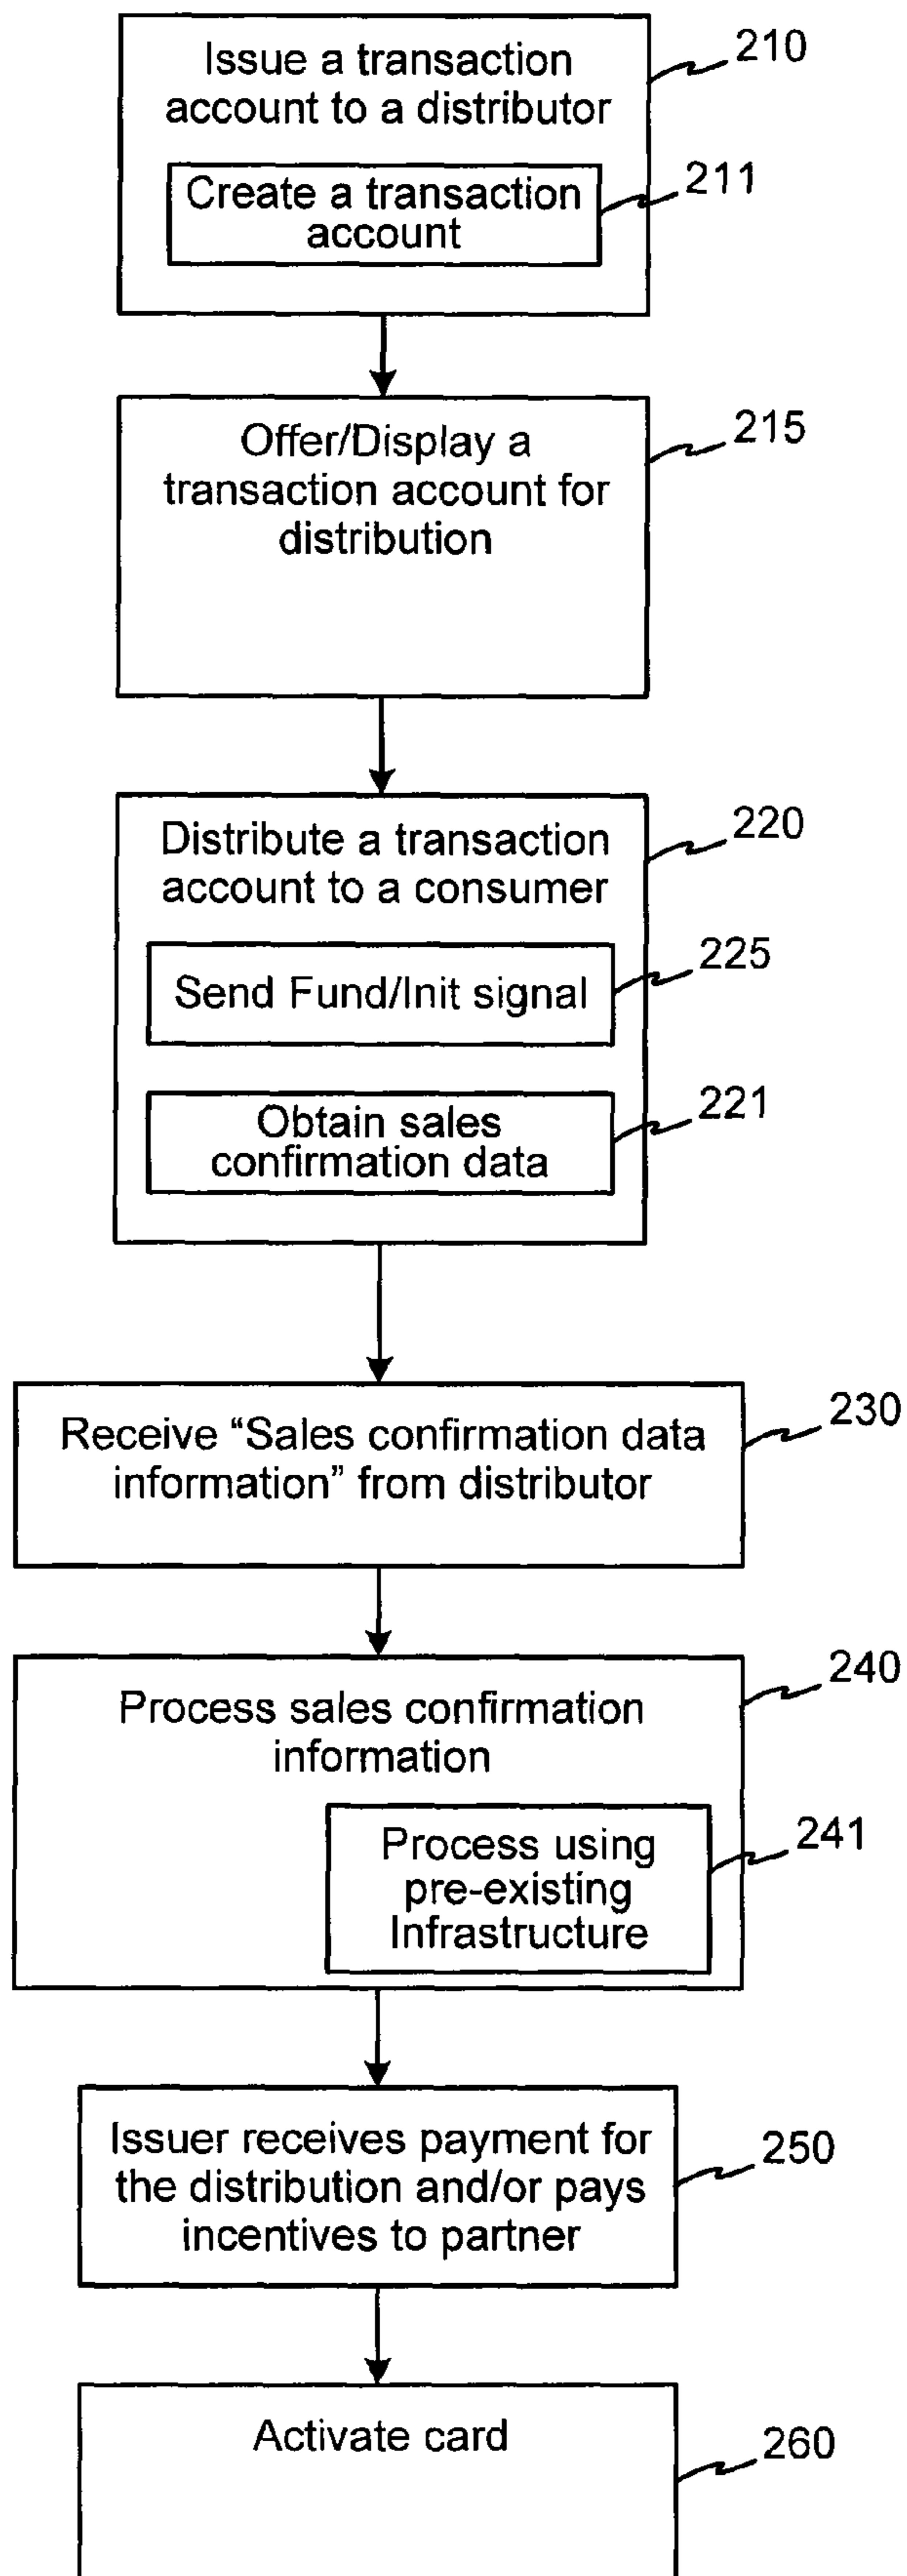 Issue a transaction
account to a distributor
210
Create a transaction
account
211
Offer/Display a
transaction account for
distribution
215
Distribute a transaction
account to a consumer
220
Send Fund/Init signal
225
Obtain sales
confirmation data
221
Receive “Sales confirmation data
information” from distributor
230
Process sales confirmation
information
240
Process using
pre-existing
Infrastructure
241
Issuer receives payment for
the distribution and/or pays
incentives to partner
250
Activate card
260